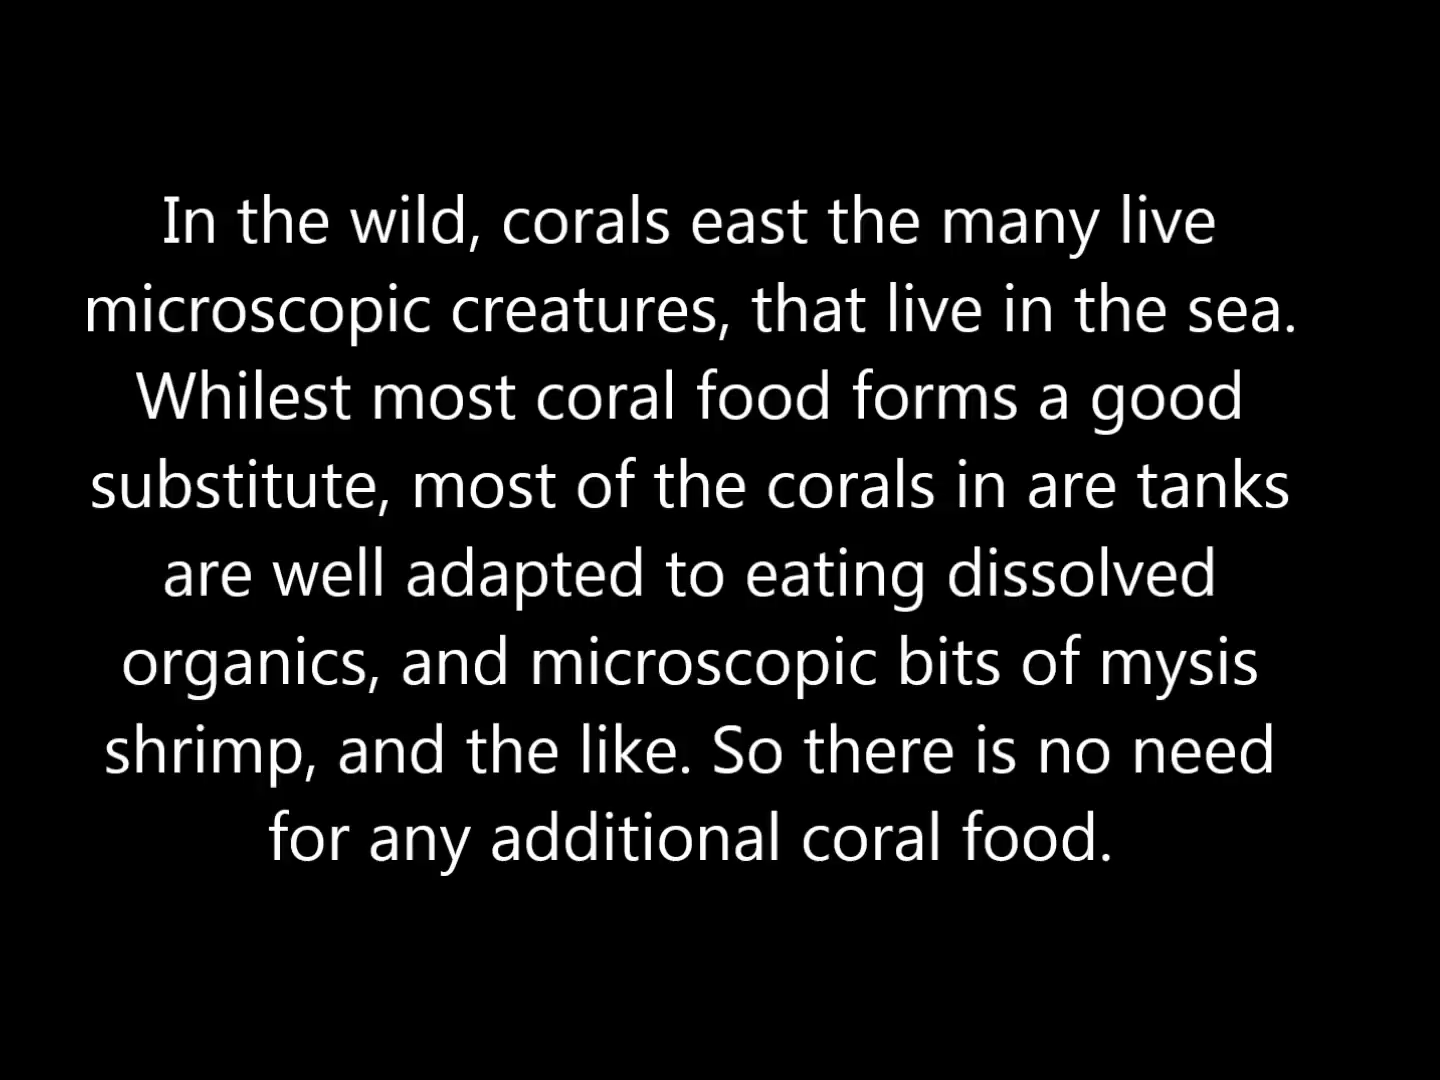 In the wild, corals east the many live
microscopic creatures, that live in the sea.
Whilest most coral food forms a good
substitute, most of the corals in are tanks
are well adapted to eating dissolved
organics, and microscopic bits of mysis
shrimp, and the like. So there is no need
for any additional coral food.